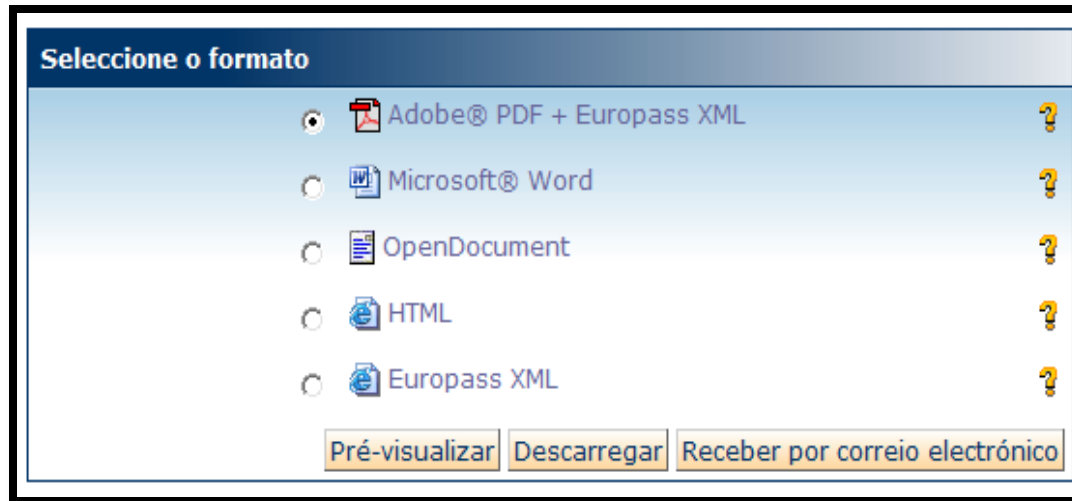 Seleccione o formato
Adobe® PDF + Europass XML
Microsoft® Word
OpenDocument
HTML
Europass XML
Pré-visualizar Descarregar Receber por correio electrónico